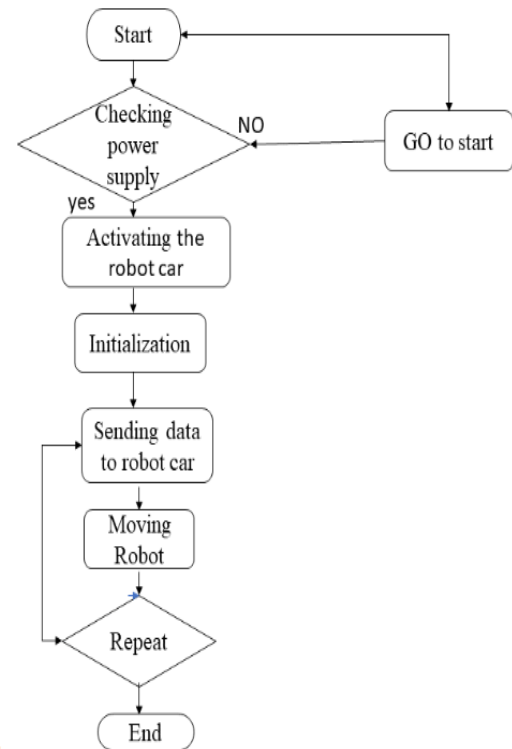 Start
Checking
power
supply
NO
GO to start
yes
Activating the
robot car
Initialization
Sending data
to robot car
Moving
Robot
Repeat
End